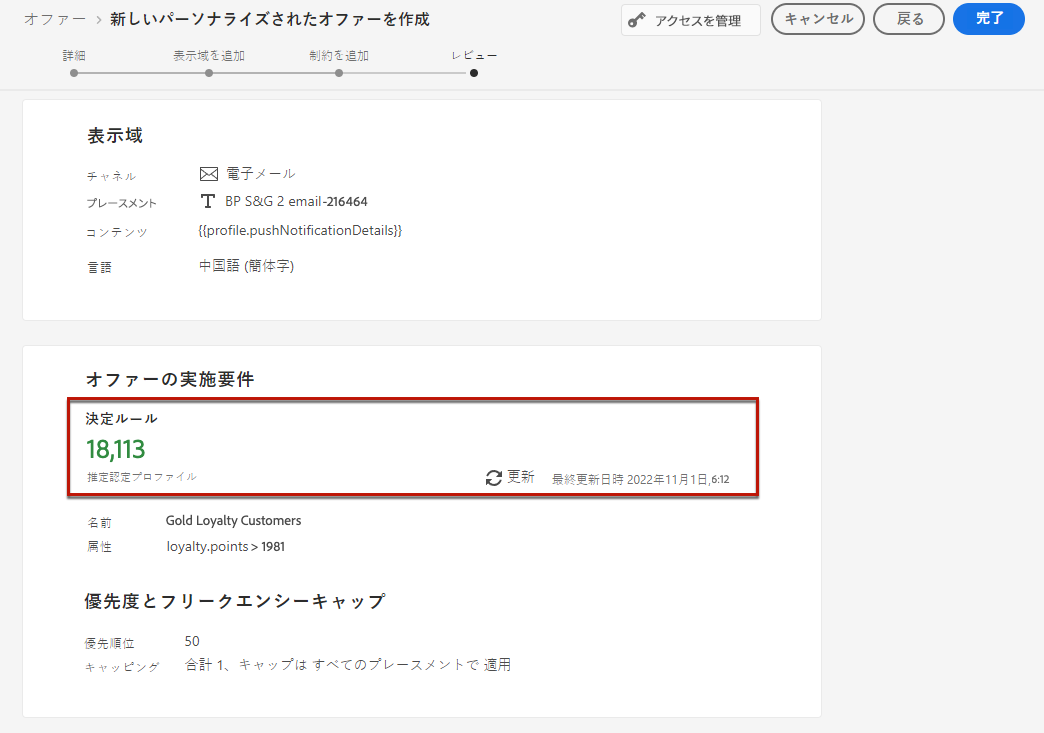 オファー > 新しいパーソナライズされたオファーを作成
アクセスを管理
キャンセル
戻る
完了
詳細
表示域を追加
制約を追加
レビュー
表示域
チャネル 電子メール
プレースメント BP S&G 2 email-216464
コンテンツ {{profile.pushNotificationDetails}}
言語 中国語 (簡体字)
オファーの実施要件
決定ルール
18,113
推定認定プロファイル
更新 最終更新日時 2022年11月1日,6:12
名前 Gold Loyalty Customers
属性 loyalty.points > 1981
優先度とフリークエンシーキャップ
優先順位 50
キャッピング 合計 1、キャップは すべてのプレースメントで 適用